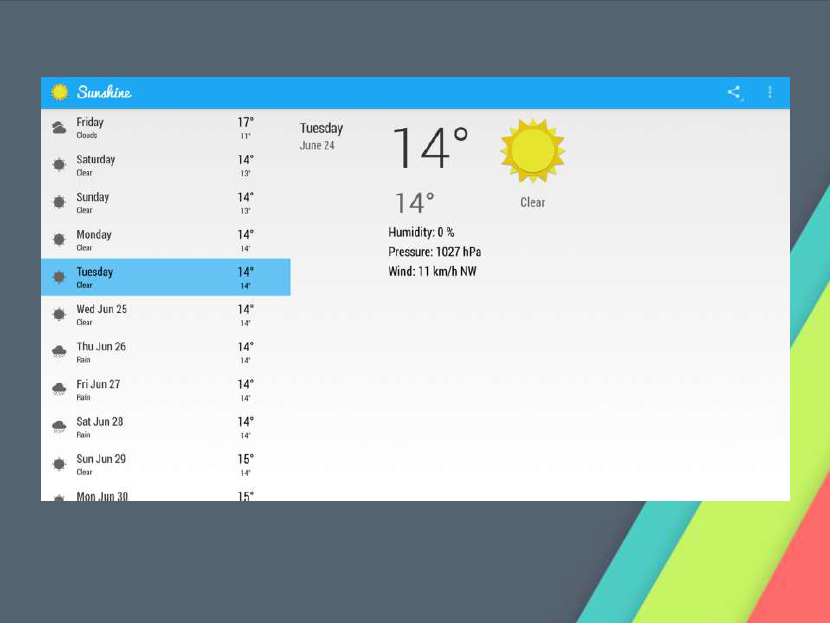 Sunshine
Friday 17°
Clouds 11°
Saturday 14°
Clear 13°
Sunday 14°
Clear 13°
Monday 14°
Clear 14°
Tuesday 14°
Clear 14°
Wed Jun 25 14°
Clear 14°
Thu Jun 26 14°
Rain 14°
Fri Jun 27 14°
Rain 14°
Sat Jun 28 14°
Rain 14°
Sun Jun 29 15°
Clear 14°
Mon Jun 30 15°
Tuesday
June 24
14°
14°
Clear
Humidity: 0 %
Pressure: 1027 hPa
Wind: 11 km/h NW